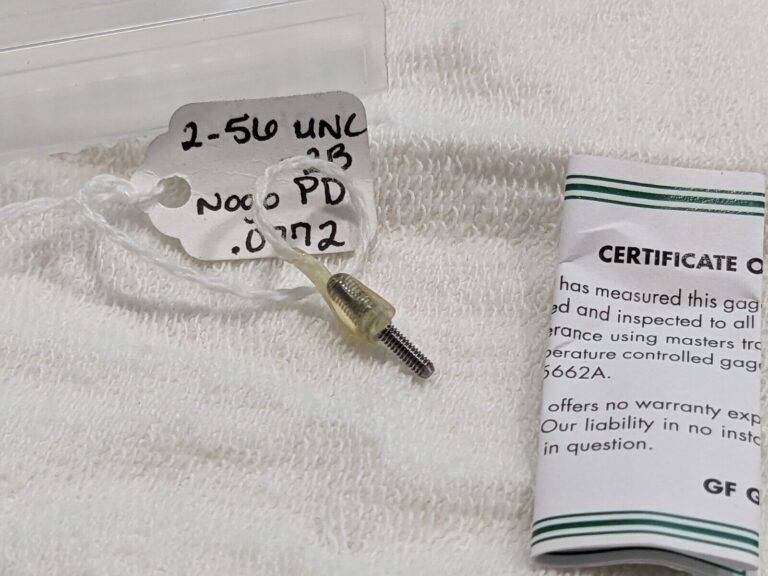 2-56 UNC
2B
Nogo PD
.0772
CERTIFICATE O
has measured this gag
ed and inspected to all
erance using masters tra
perature controlled gag
5662A.
offers no warranty exp
Our liability in no insta
in question.
GF G